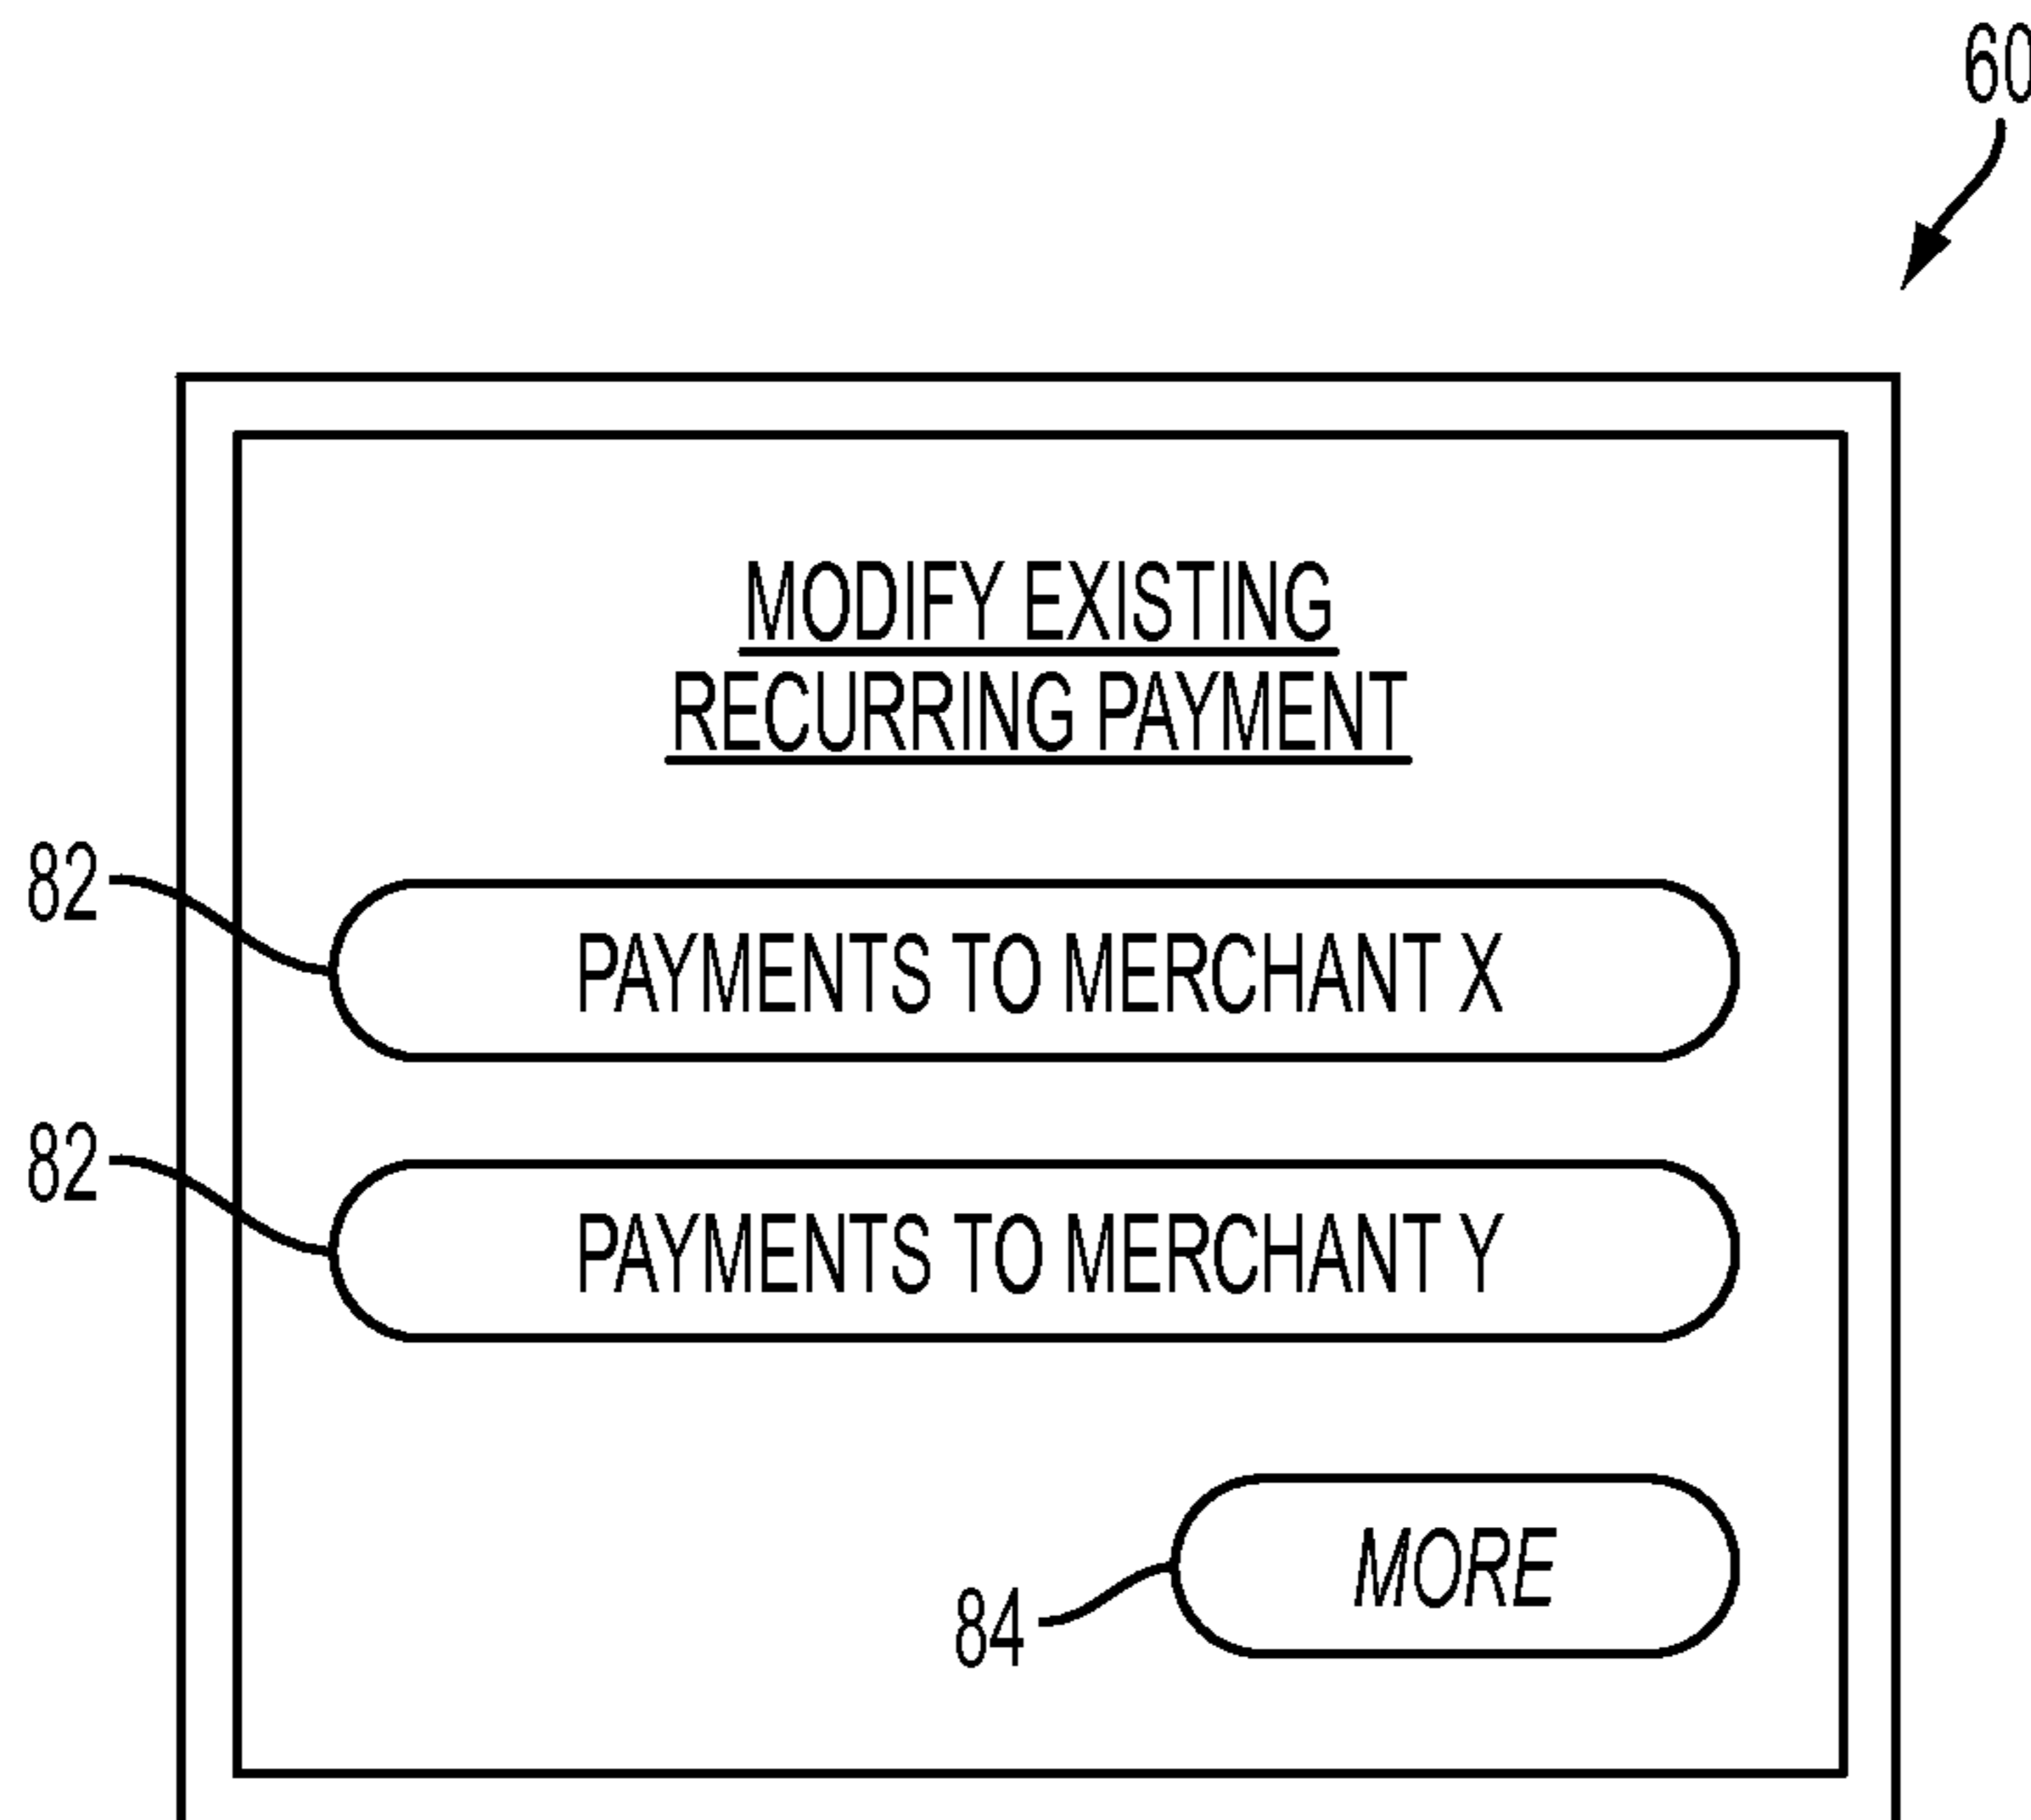 60
MODIFY EXISTING
RECURRING PAYMENT
82
PAYMENTS TO MERCHANT X
82
PAYMENTS TO MERCHANT Y
MORE
84